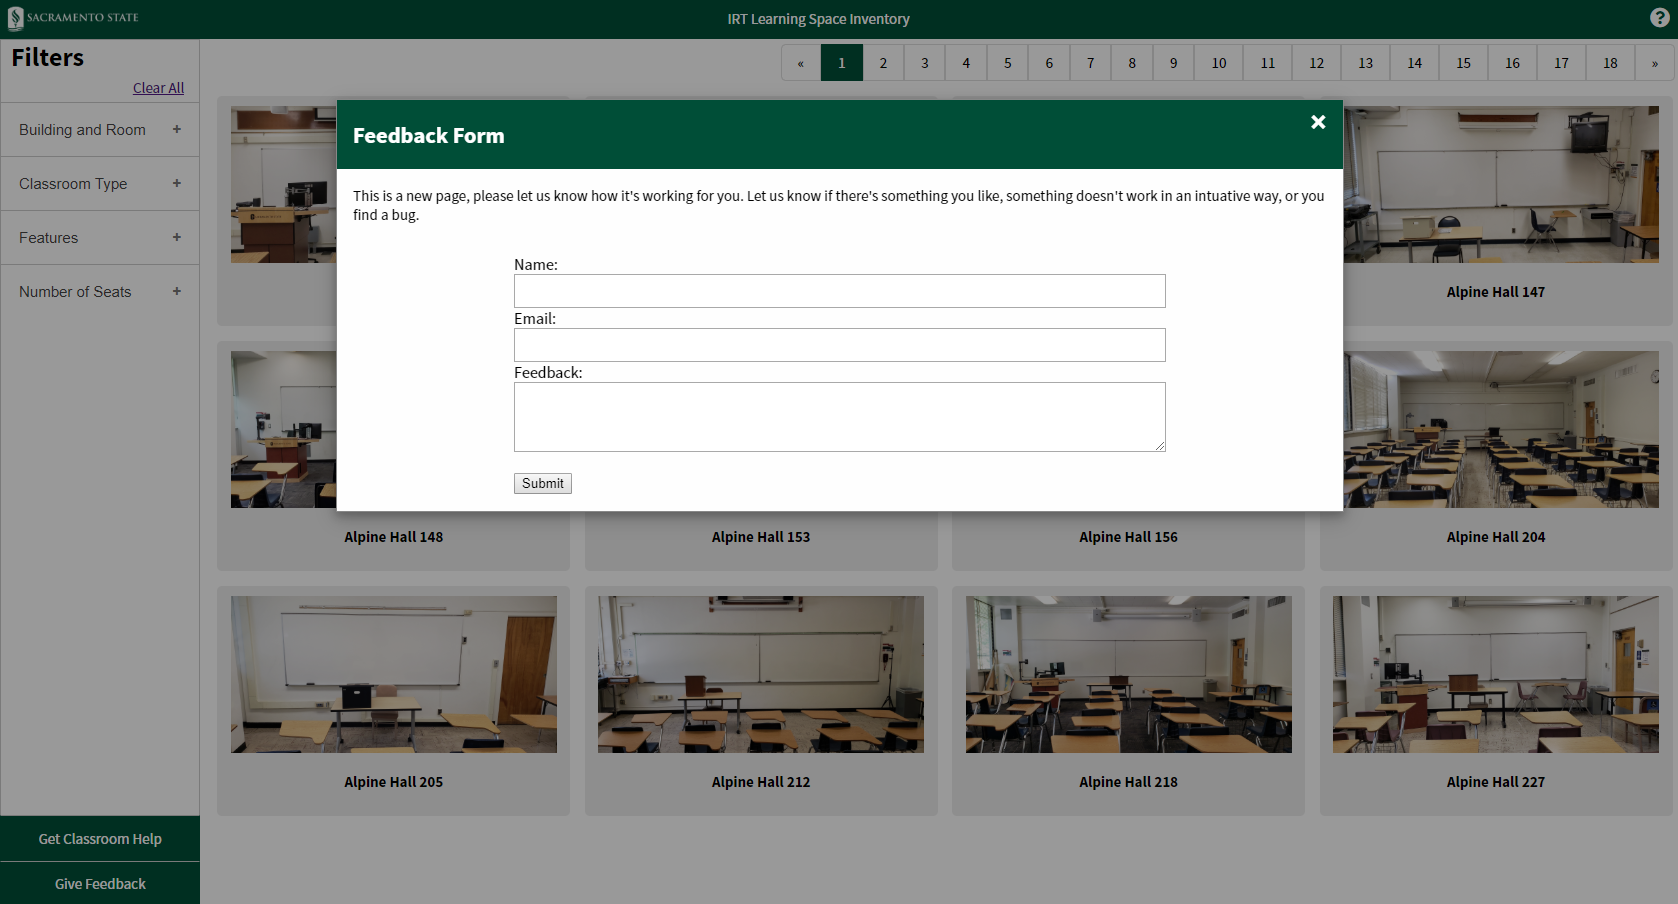 SACRAMENTO STATE
IRT Learning Space Inventory
?
Filters
Clear All
Building and Room +
Classroom Type +
Features +
Number of Seats +
Get Classroom Help
Give Feedback
« 1 2 3 4 5 6 7 8 9 10 11 12 13 14 15 16 17 18 »
Feedback Form
This is a new page, please let us know how it's working for you. Let us know if there's something you like, something doesn't work in an intuative way, or you
find a bug.
Name:
Email:
Feedback:
Submit
Alpine Hall 147
Alpine Hall 148
Alpine Hall 153
Alpine Hall 156
Alpine Hall 204
Alpine Hall 205
Alpine Hall 212
Alpine Hall 218
Alpine Hall 227